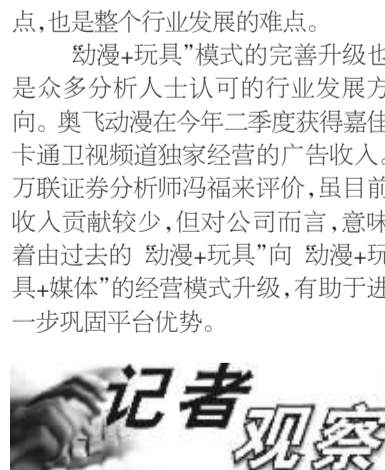 点,也是整个行业发展的难点。
“动漫+玩具”模式的完善升级也
是众多分析人士认可的行业发展方
向。奥飞动漫在今年二季度获得嘉佳
卡通卫视频道独家经营的广告收入。
万联证券分析师冯福来评价,虽目前
收入贡献较少,但对公司而言,意味
着由过去的“动漫+玩具”向“动漫+玩
具+媒体”的经营模式升级,有助于进
一步巩固平台优势。
记者
观察